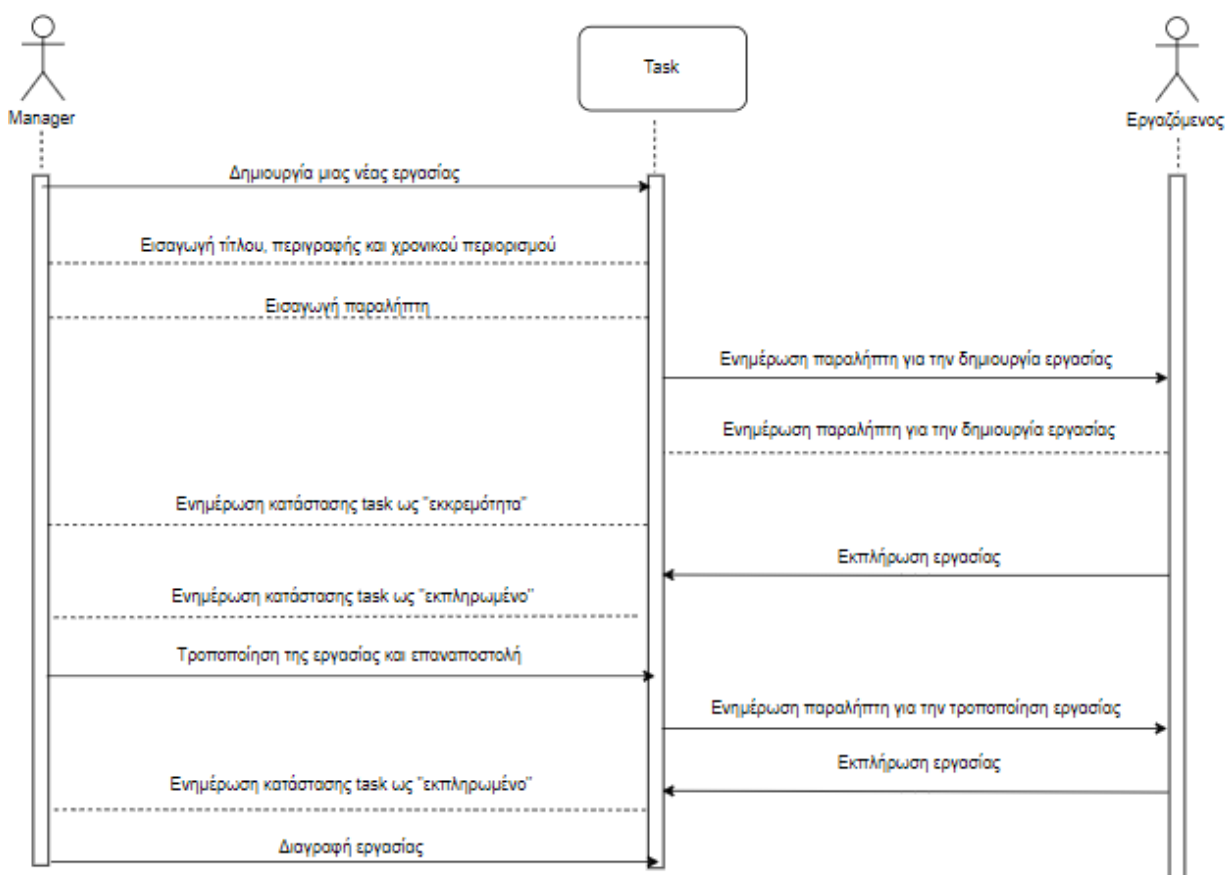 Task
Manager
Εργαζόμενος
Δημιουργία μιας νέας εργασίας
Εισαγωγή τίτλου, περιγραφής και χρονικού περιορισμού
Εισαγωγή παραλήπτη
Ενημέρωση παραλήπτη για την δημιουργία εργασίας
Ενημέρωση παραλήπτη για την δημιουργία εργασίας
Ενημέρωση κατάστασης task ως "εκκρεμότητα"
Εκπλήρωση εργασίας
Ενημέρωση κατάστασης task ως "εκπληρωμένο"
Τροποποίηση της εργασίας και επαναποστολή
Ενημέρωση παραλήπτη για την τροποποίηση εργασίας
Εκπλήρωση εργασίας
Ενημέρωση κατάστασης task ως "εκπληρωμένο"
Διαγραφή εργασίας